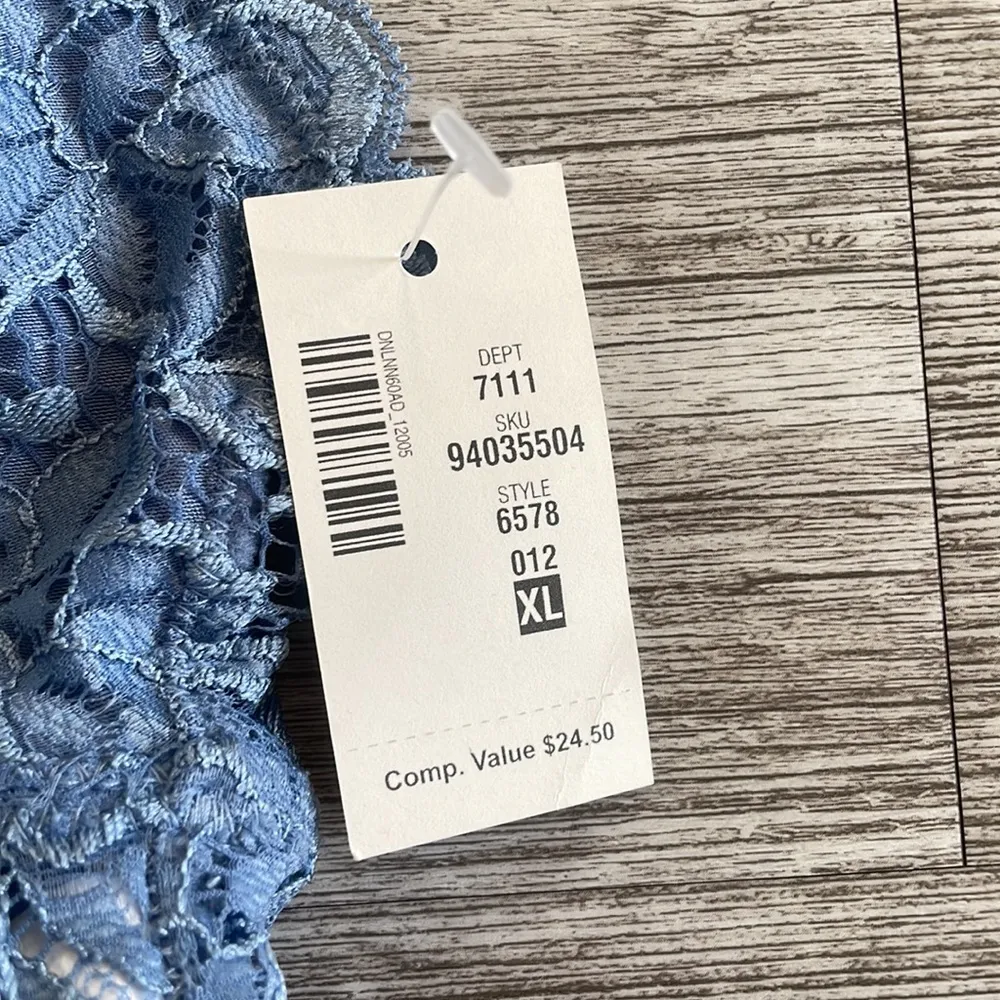 DNLNN60AD_12005
DEPT
7111
SKU
94035504
STYLE
6578
012
XL
Comp. Value $24.50